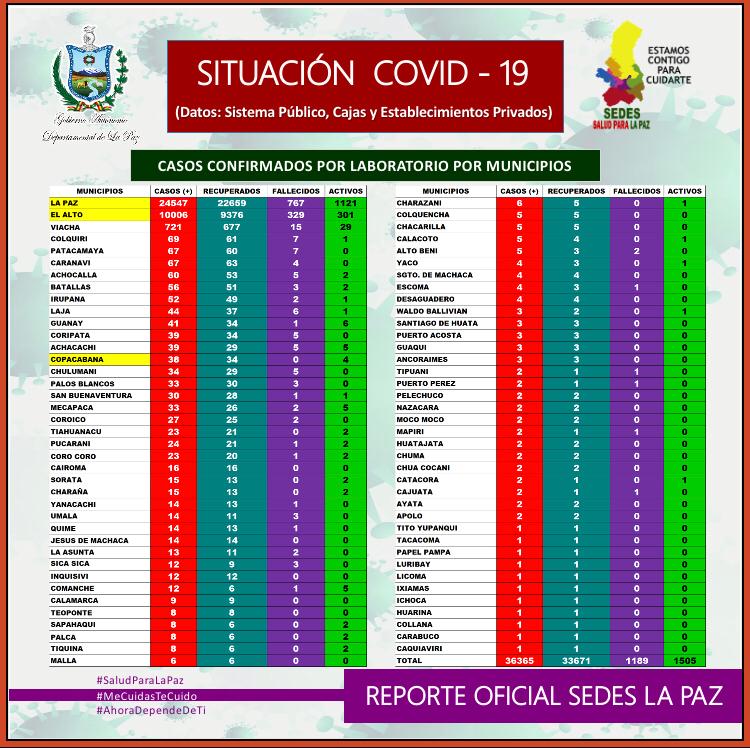 SITUACIÓN COVID - 19
(Datos: Sistema Público, Cajas y Establecimientos Privados)
Gobierno Autónomo
Departamental de La Paz
ESTAMOS
CONTIGO
PARA
CUIDARTE
SEDES
SALUD PARA LA PAZ
CASOS CONFIRMADOS POR LABORATORIO POR MUNICIPIOS
MUNICIPIOS CASOS (+) RECUPERADOS FALLECIDOS ACTIVOS
LA PAZ 24547 22659 767 1121
EL ALTO 10006 9376 329 301
VIACHA 721 677 15 29
COLQUIRI 69 61 7 1
PATACAMAYA 67 60 7 0
CARANAVI 67 63 4 0
ACHOCALLA 60 53 5 2
BATALLAS 56 51 3 2
IRUPANA 52 49 2 1
LAJA 44 37 6 1
GUANAY 41 34 1 6
CORIPATA 39 34 5 0
ACHACACHI 39 29 5 5
COPACABANA 38 34 0 4
CHULUMANI 34 29 5 0
PALOS BLANCOS 33 30 3 0
SAN BUENAVENTURA 30 28 1 1
MECAPACA 33 26 2 5
COROICO 27 25 2 0
TIAHUANACU 23 21 0 2
PUCARANI 24 21 1 2
CORO CORO 23 20 1 2
CAIROMA 16 16 0 0
SORATA 15 13 0 2
CHARAÑA 15 13 0 2
YANACACHI 14 13 1 0
UMALA 14 11 3 0
QUIME 14 13 1 0
JESUS DE MACHACA 14 14 0 0
LA ASUNTA 13 11 2 0
SICA SICA 12 9 3 0
INQUISIVI 12 12 0 0
COMANCHE 12 6 1 5
CALAMARCA 9 9 0 0
TEOPONTE 8 8 0 0
SAPAHAQUI 8 6 0 2
PALCA 8 6 0 2
TIQUINA 8 6 0 2
MALLA 6 6 0 0
MUNICIPIOS CASOS (+) RECUPERADOS FALLECIDOS ACTIVOS
CHARAZANI 6 5 0 1
COLQUENCHA 5 5 0 0
CHACARILLA 5 5 0 0
CALACOTO 5 4 0 1
ALTO BENI 5 3 2 0
YACO 4 3 0 1
SGTO. DE MACHACA 4 4 0 0
ESCOMA 4 3 1 0
DESAGUADERO 4 4 0 0
WALDO BALLIVIAN 3 2 0 1
SANTIAGO DE HUATA 3 3 0 0
PUERTO ACOSTA 3 3 0 0
GUAQUI 3 3 0 0
ANCORAIMES 3 3 0 0
TIPUANI 2 1 1 0
PUERTO PEREZ 2 1 1 0
PELECHUCO 2 2 0 0
NAZACARA 2 2 0 0
MOCO MOCO 2 2 0 0
MAPIRI 2 1 1 0
HUATAJATA 2 2 0 0
CHUMA 2 2 0 0
CHUA COCANI 2 2 0 0
CATACORA 2 1 0 1
CAJUATA 2 1 1 0
AYATA 2 2 0 0
APOLO 2 2 0 0
TITO YUPANQUI 1 1 0 0
TACACOMA 1 1 0 0
PAPEL PAMPA 1 1 0 0
LURIBAY 1 1 0 0
LICOMA 1 1 0 0
IXIAMAS 1 1 0 0
ICHOCA 1 1 0 0
HUARINA 1 1 0 0
COLLANA 1 1 0 0
CARABUCO 1 1 0 0
CAQUIAVIRI 1 1 0 0
TOTAL 36365 33671 1189 1505
#SaludParaLaPaz
#MeCuidasTeCuido
#AhoraDependeDeTi
REPORTE OFICIAL SEDES LA PAZ